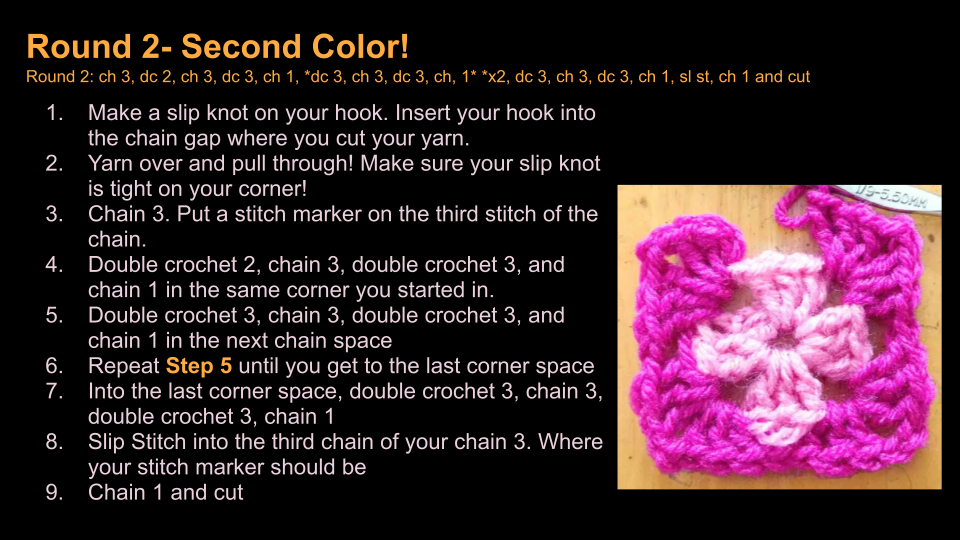 Round 2- Second Color!
Round 2: ch 3, dc 2, ch 3, dc 3, ch 1, *dc 3, ch 3, dc 3, ch, 1* *x2, dc 3, ch 3, dc 3, ch 1, sl st, ch 1 and cut
1. Make a slip knot on your hook. Insert your hook into
the chain gap where you cut your yarn.
2. Yarn over and pull through! Make sure your slip knot
is tight on your corner!
3. Chain 3. Put a stitch marker on the third stitch of the
chain.
4. Double crochet 2, chain 3, double crochet 3, and
chain 1 in the same corner you started in.
5. Double crochet 3, chain 3, double crochet 3, and
chain 1 in the next chain space
6. Repeat Step 5 until you get to the last corner space
7. Into the last corner space, double crochet 3, chain 3,
double crochet 3, chain 1
8. Slip Stitch into the third chain of your chain 3. Where
your stitch marker should be
9. Chain 1 and cut
I/9-5.50MM